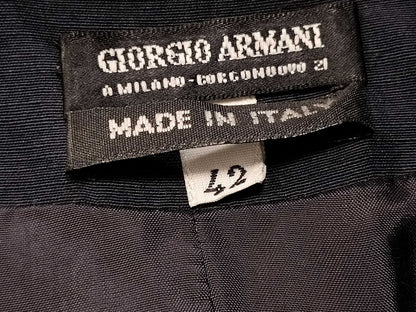 GIORGIO ARMANI
A MILANO-BORGONUOVO 21
MADE IN ITALY
42